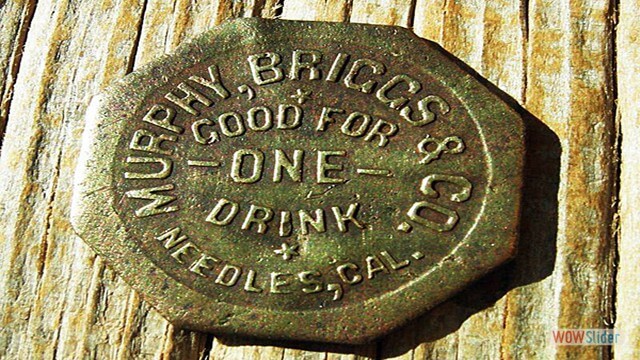 MURPHY, BRIGGS & CO.
GOOD FOR
- ONE -
DRINK
NEEDLES, CAL.
WOWSlider